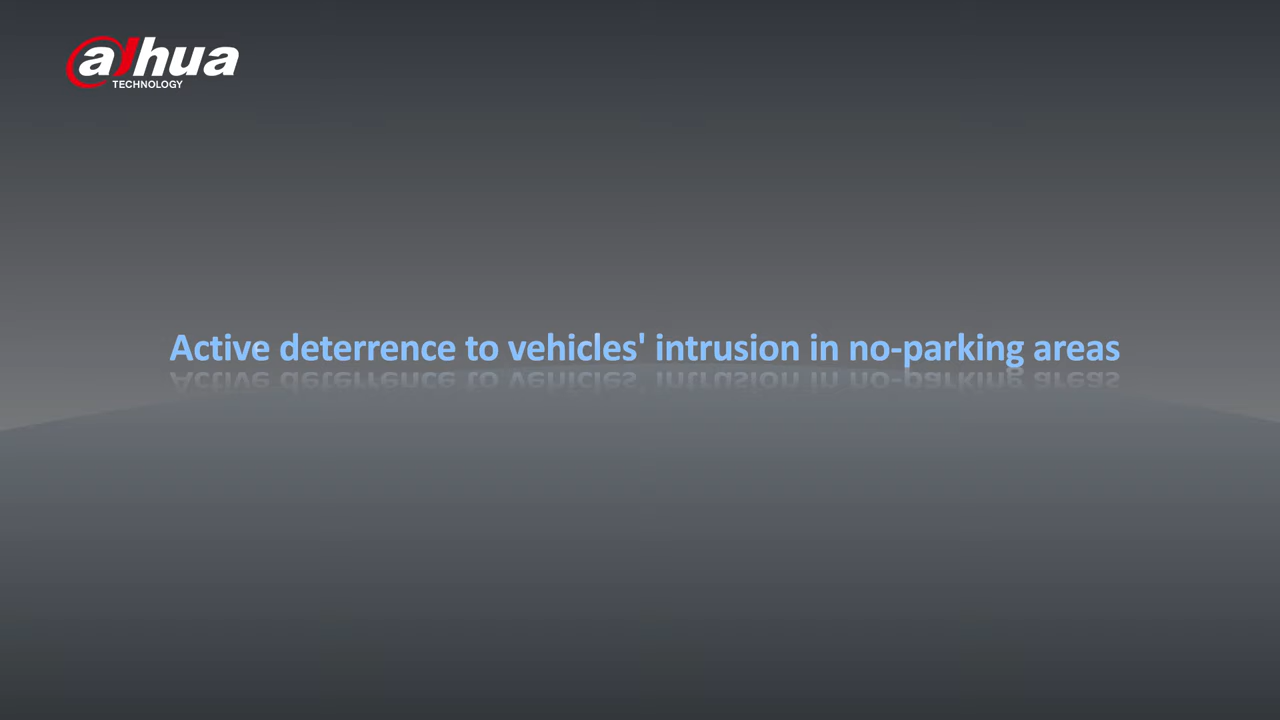 alhua
TECHNOLOGY
Active deterrence to vehicles' intrusion in no-parking areas